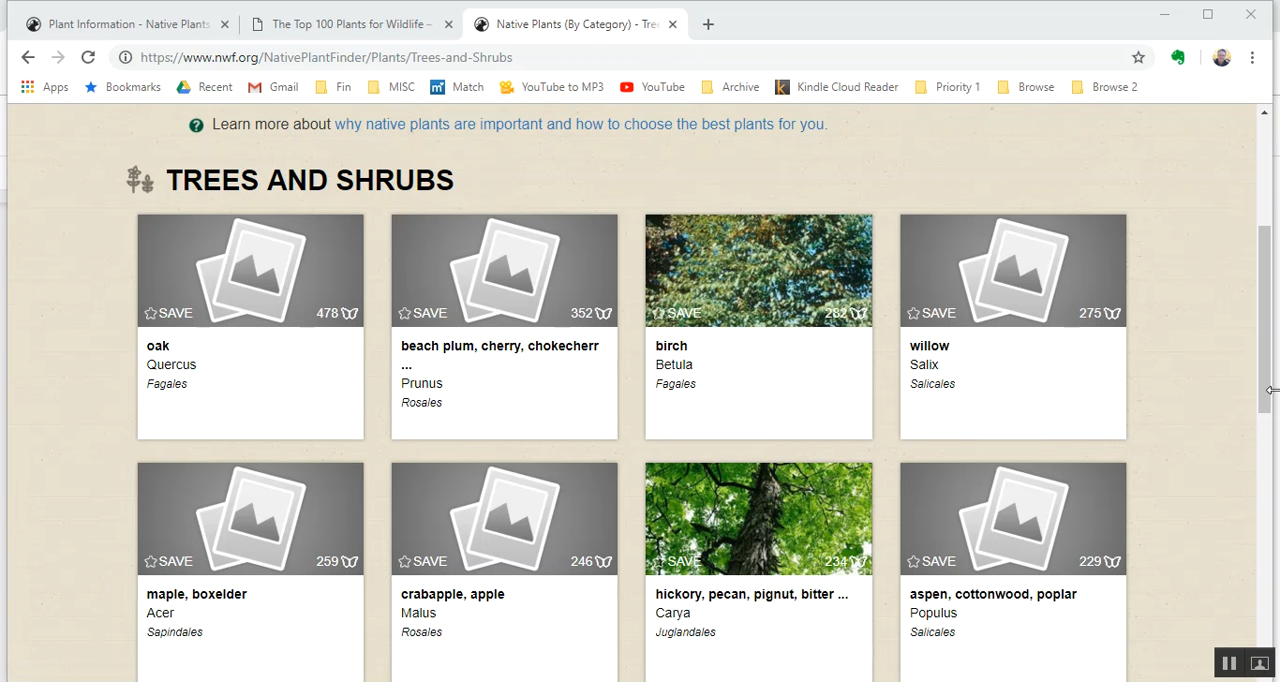 Plant Information - Native Plants
The Top 100 Plants for Wildlife –
Native Plants (By Category) - Tree
https://www.nwf.org/NativePlantFinder/Plants/Trees-and-Shrubs
Apps Bookmarks Recent Gmail Fin MISC Match YouTube to MP3 YouTube Archive Kindle Cloud Reader Priority 1 Browse Browse 2
Learn more about why native plants are important and how to choose the best plants for you.
TREES AND SHRUBS
SAVE 478
oak
Quercus
Fagales
SAVE 352
beach plum, cherry, chokecherr
...
Prunus
Rosales
SAVE 282
birch
Betula
Fagales
SAVE 275
willow
Salix
Salicales
SAVE 259
maple, boxelder
Acer
Sapindales
SAVE 246
crabapple, apple
Malus
Rosales
SAVE 234
hickory, pecan, pignut, bitter ...
Carya
Juglandales
SAVE 229
aspen, cottonwood, poplar
Populus
Salicales